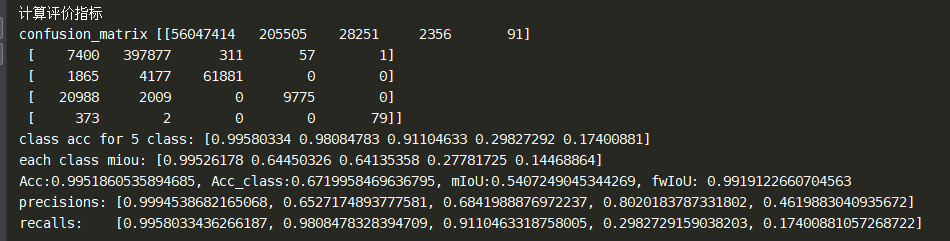 计算评价指标
confusion_matrix [[56047414 205505 28251 2356 91]
[ 7400 397877 311 57 1]
[ 1865 4177 61881 0 0]
[ 20988 2009 0 9775 0]
[ 373 2 0 0 79]]
class acc for 5 class: [0.99580334 0.98084783 0.91104633 0.29827292 0.17400881]
each class miou: [0.99526178 0.64450326 0.64135358 0.27781725 0.14468864]
Acc:0.9951860535894685, Acc_class:0.6719958469636795, mIoU:0.5407249045344269, fwIoU: 0.9919122660704563
precisions: [0.9994538682165068, 0.6527174893777581, 0.6841988876972237, 0.8020183787331802, 0.4619883040935672]
recalls: [0.9958033436266187, 0.9808478328394709, 0.9110463318758005, 0.2982729159038203, 0.17400881057268722]